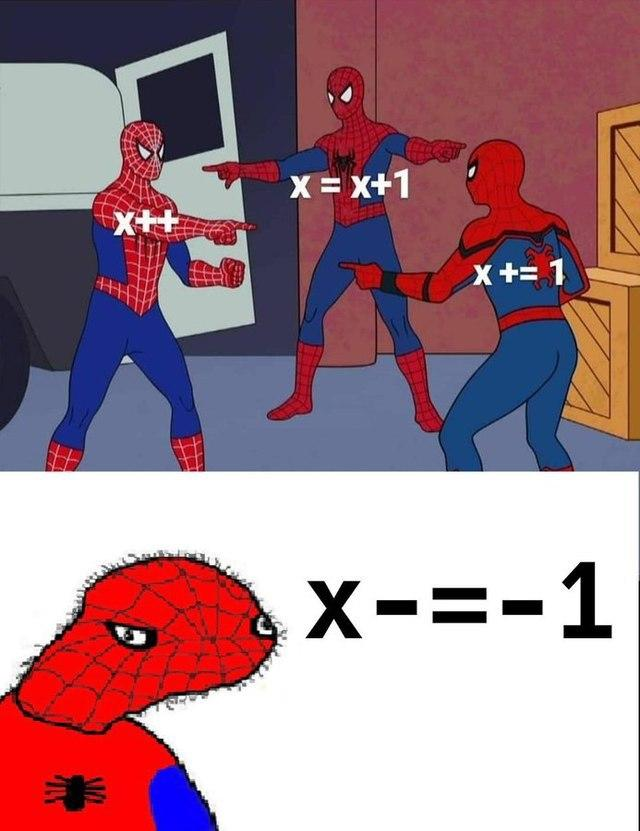 x++
x = x+1
x += 1
x-=-1